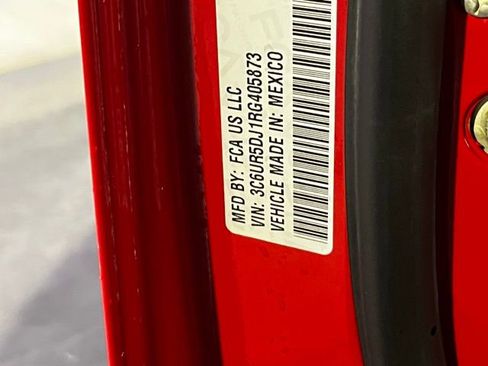 MFD BY: FCA US LLC
VIN: 3C6UR5DJ1RG405873
VEHICLE MADE IN: MEXICO